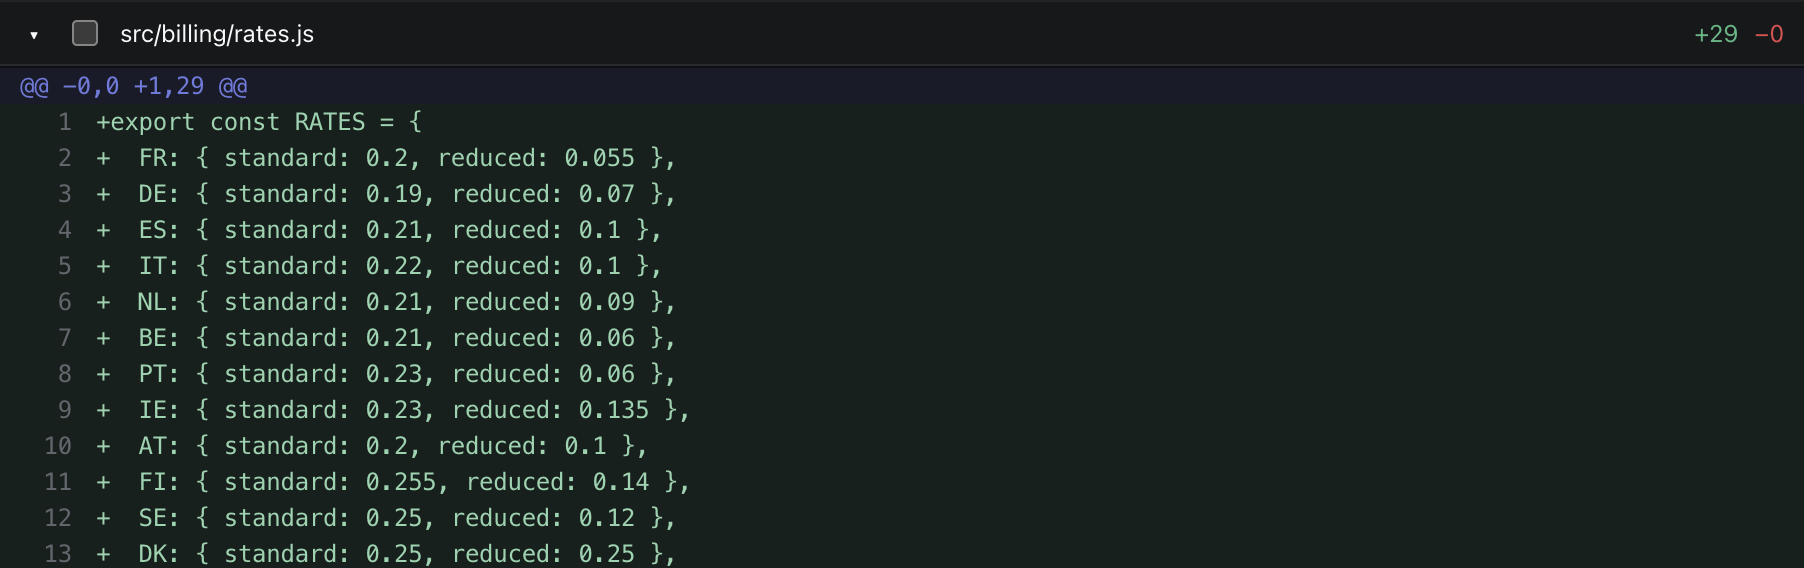 src/billing/rates.js +29 −0
@@ −0,0 +1,29 @@
1 +export const RATES = {
2 +  FR: { standard: 0.2, reduced: 0.055 },
3 +  DE: { standard: 0.19, reduced: 0.07 },
4 +  ES: { standard: 0.21, reduced: 0.1 },
5 +  IT: { standard: 0.22, reduced: 0.1 },
6 +  NL: { standard: 0.21, reduced: 0.09 },
7 +  BE: { standard: 0.21, reduced: 0.06 },
8 +  PT: { standard: 0.23, reduced: 0.06 },
9 +  IE: { standard: 0.23, reduced: 0.135 },
10 +  AT: { standard: 0.2, reduced: 0.1 },
11 +  FI: { standard: 0.255, reduced: 0.14 },
12 +  SE: { standard: 0.25, reduced: 0.12 },
13 +  DK: { standard: 0.25, reduced: 0.25 },